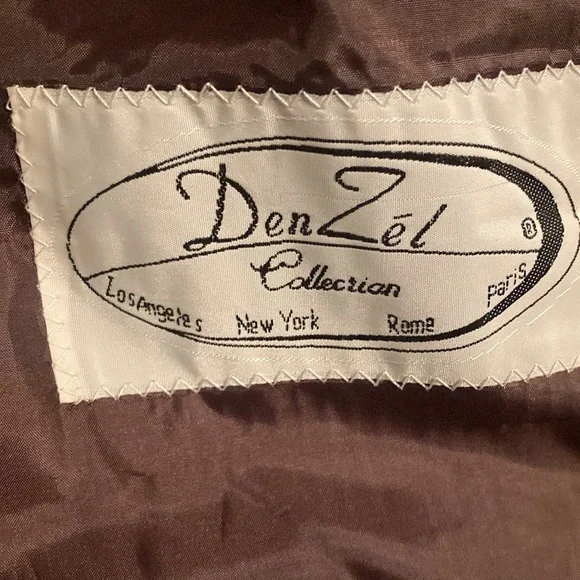 DenZél ®
Collection
Los Angeles New York Rome Paris